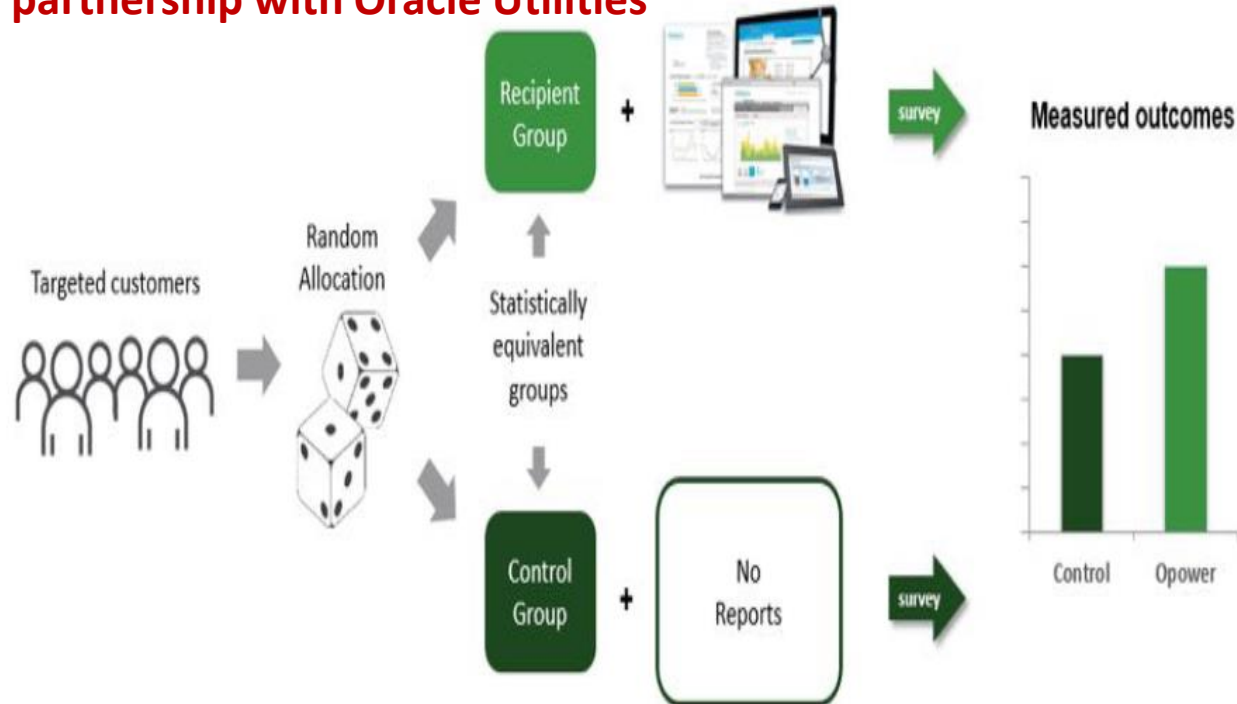 partnership with Oracle Utilities
Targeted customers
Random
Allocation
Recipient
Group
+
survey
Statistically
equivalent
groups
Control
Group
+
No
Reports
survey
Measured outcomes
Control
Opower